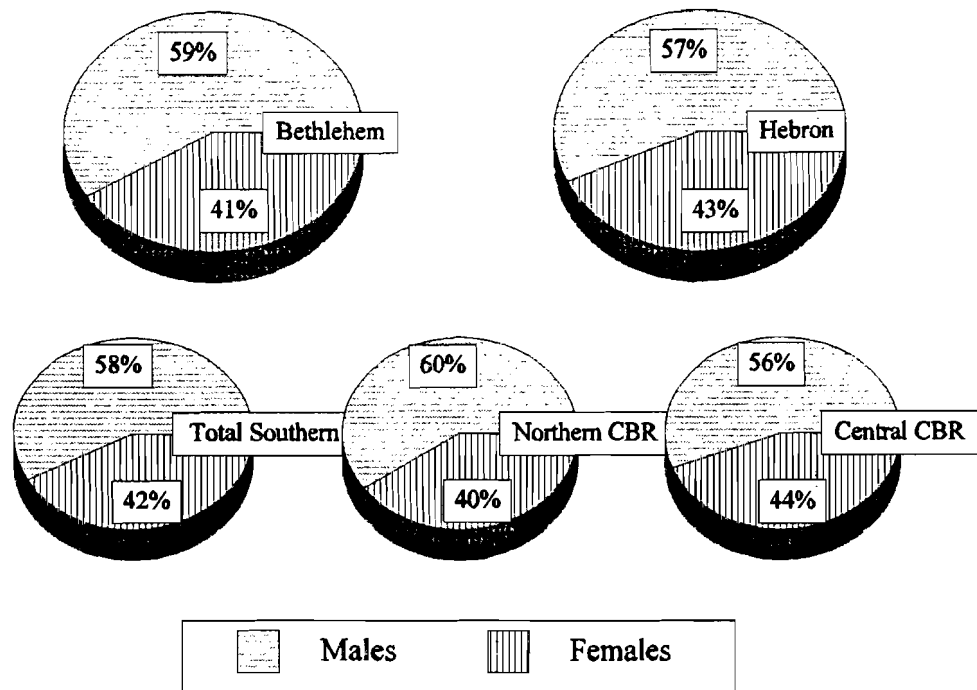 59%
Bethlehem
41%
57%
Hebron
43%
58%
Total Southern
42%
60%
Northern CBR
40%
56%
Central CBR
44%
Males
Females